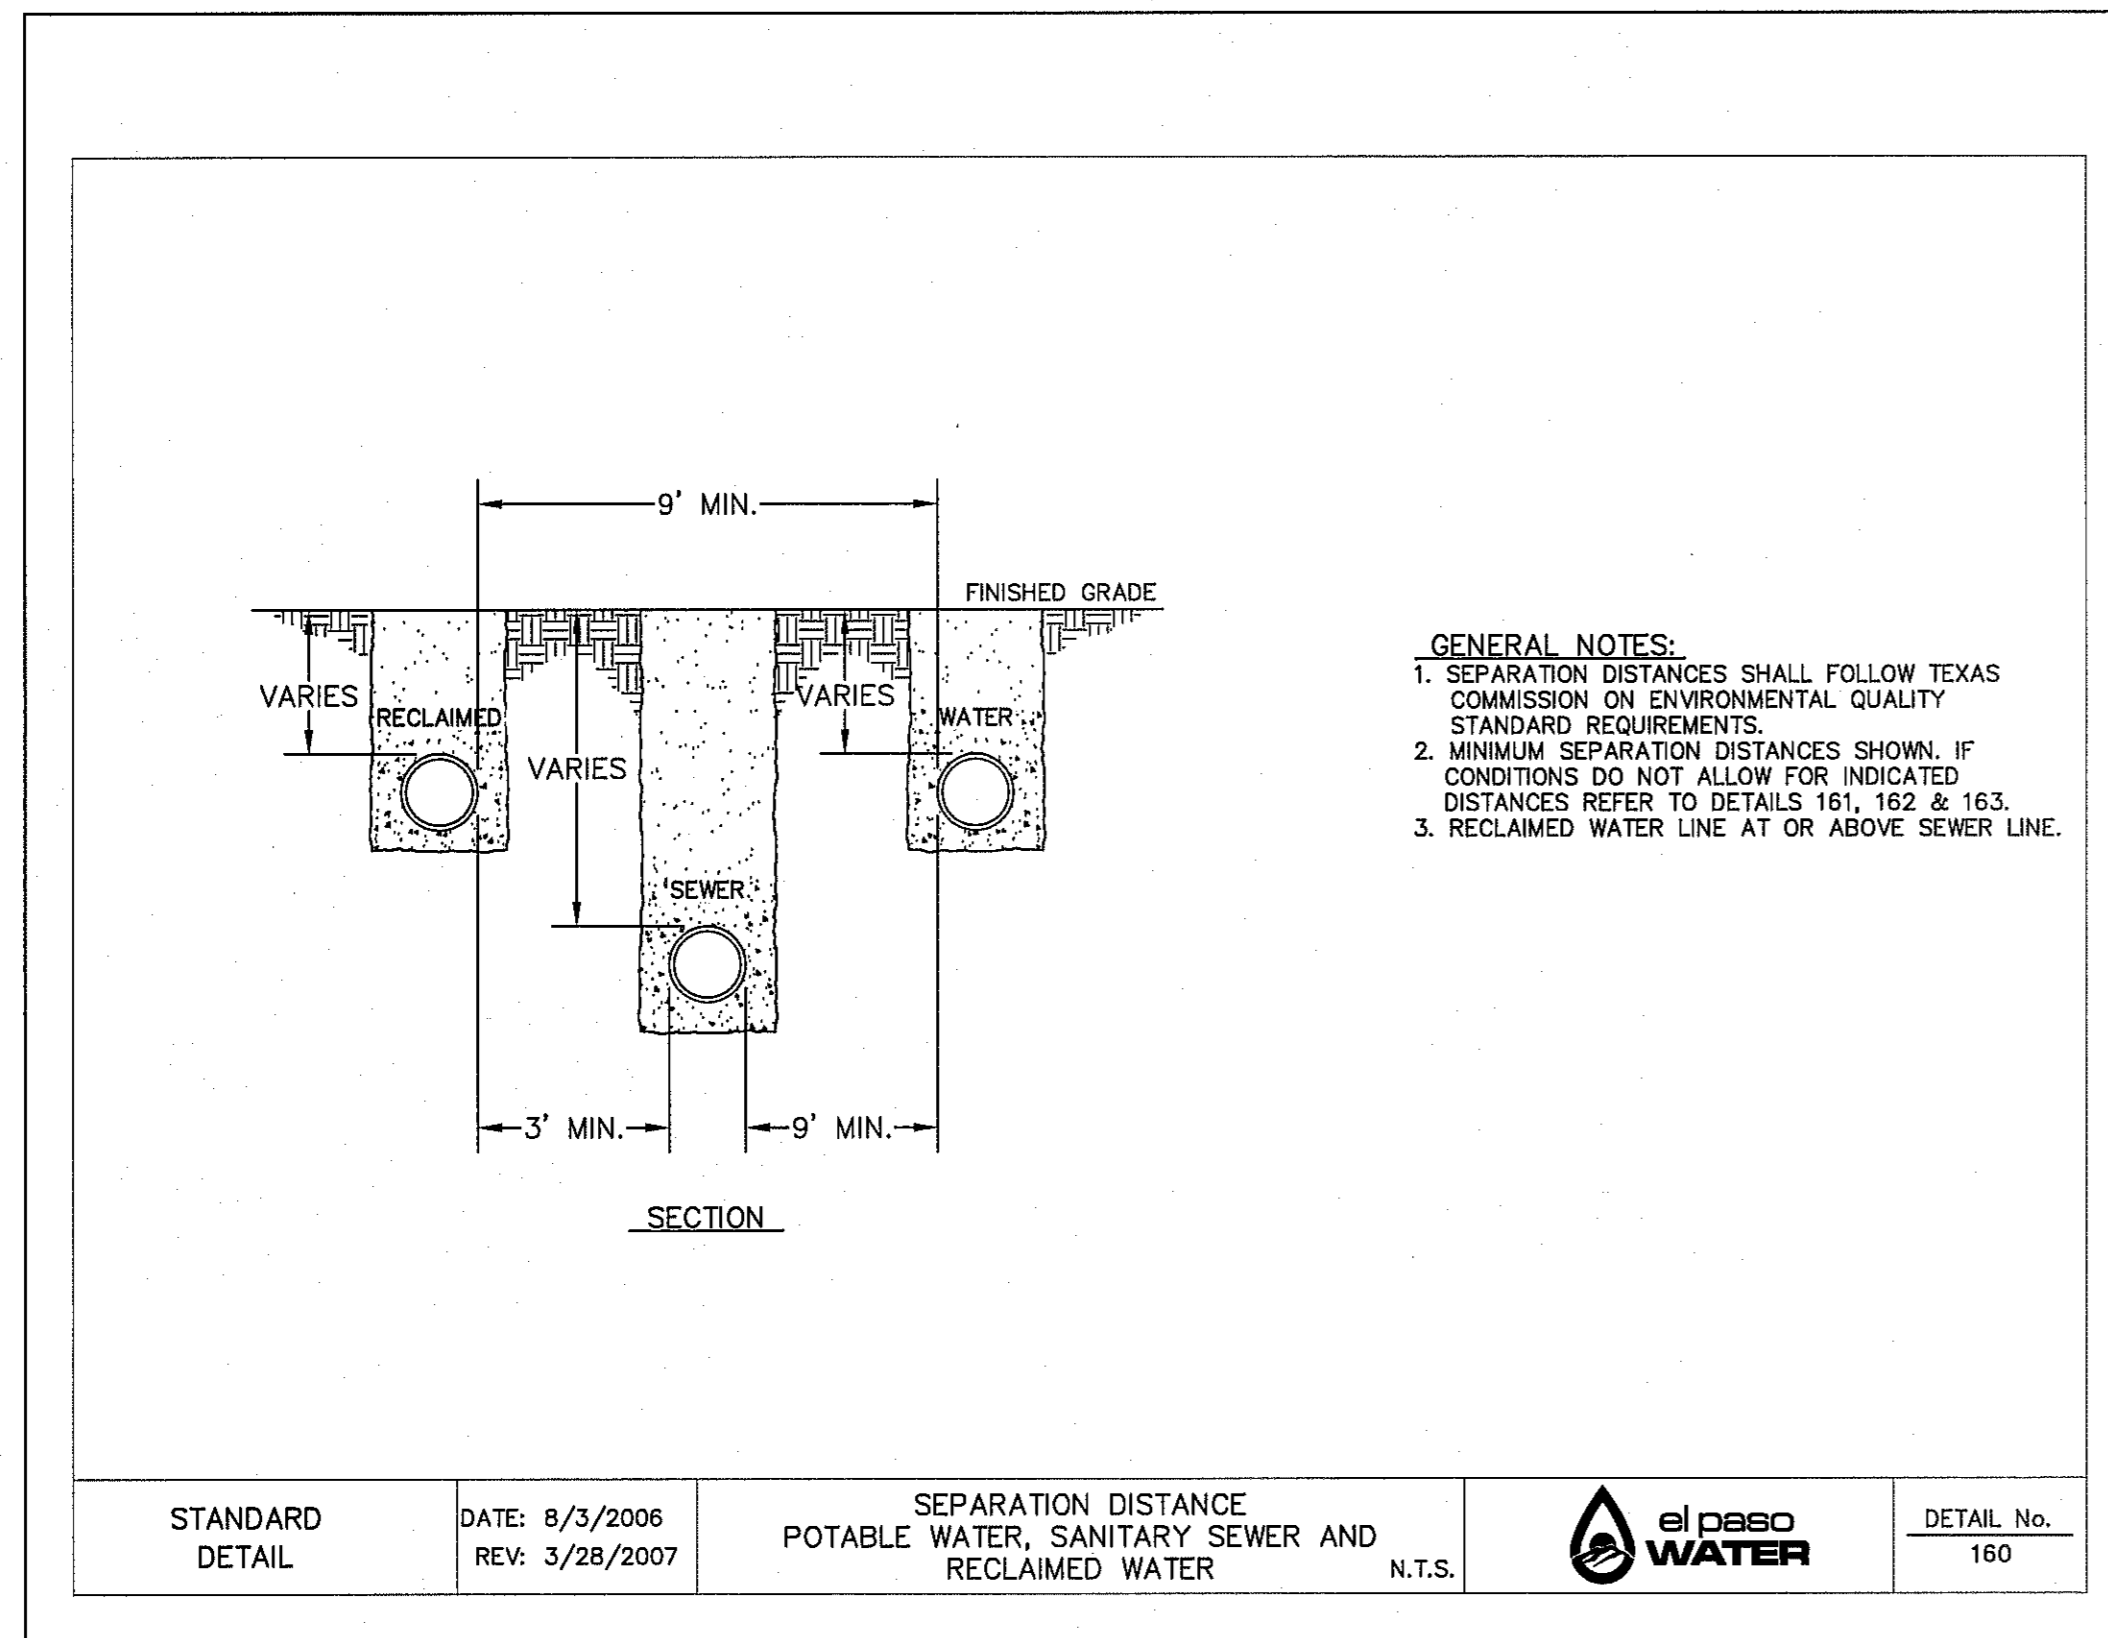 9' MIN.
FINISHED GRADE
VARIES
RECLAIMED
VARIES
VARIES
WATER
SEWER
3' MIN.
9' MIN.
SECTION
GENERAL NOTES:
1. SEPARATION DISTANCES SHALL FOLLOW TEXAS
COMMISSION ON ENVIRONMENTAL QUALITY
STANDARD REQUIREMENTS.
2. MINIMUM SEPARATION DISTANCES SHOWN. IF
CONDITIONS DO NOT ALLOW FOR INDICATED
DISTANCES REFER TO DETAILS 161, 162 & 163.
3. RECLAIMED WATER LINE AT OR ABOVE SEWER LINE.
STANDARD
DETAIL
DATE: 8/3/2006
REV: 3/28/2007
SEPARATION DISTANCE
POTABLE WATER, SANITARY SEWER AND
RECLAIMED WATER
N.T.S.
el paso
WATER
DETAIL No.
160